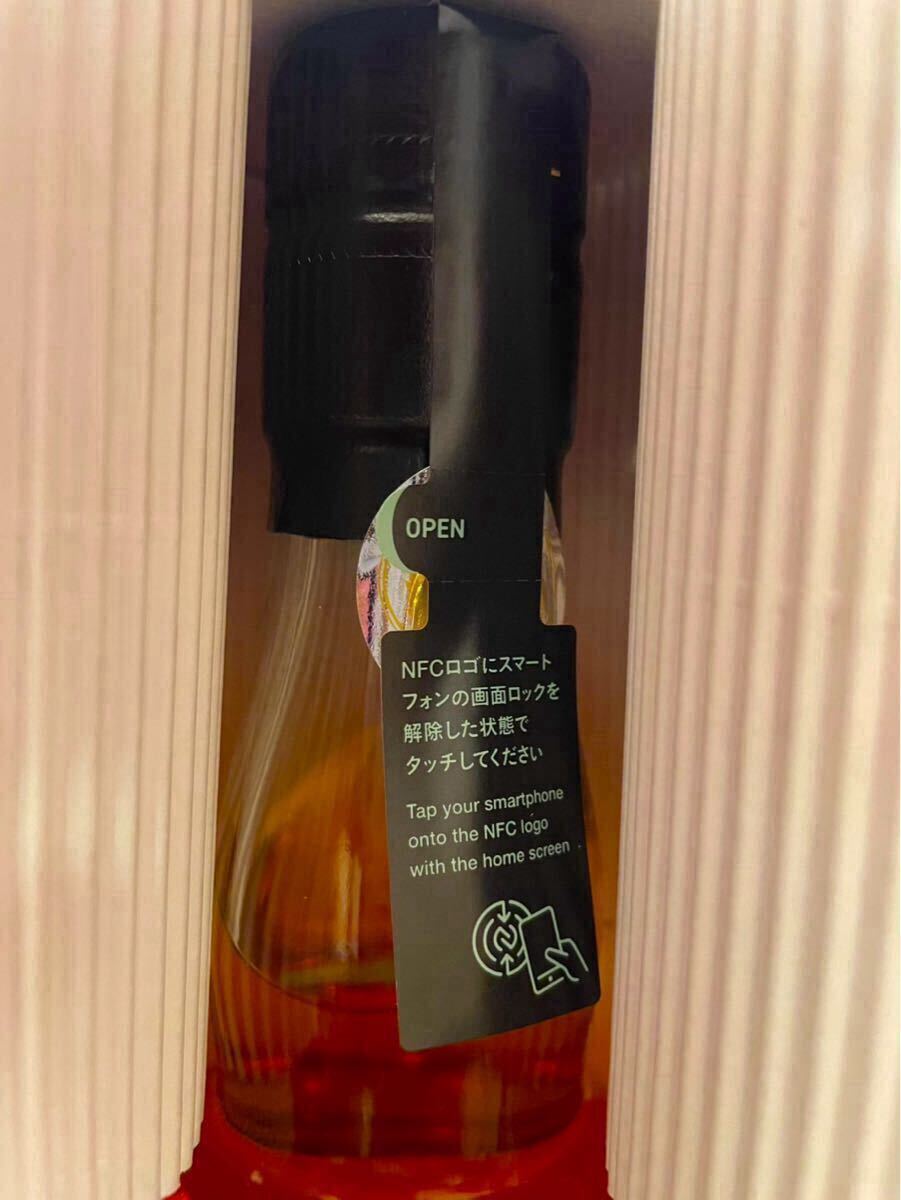 OPEN
NFCロゴにスマート
フォンの画面ロックを
解除した状態で
タッチしてください
Tap your smartphone
onto the NFC logo
with the home screen